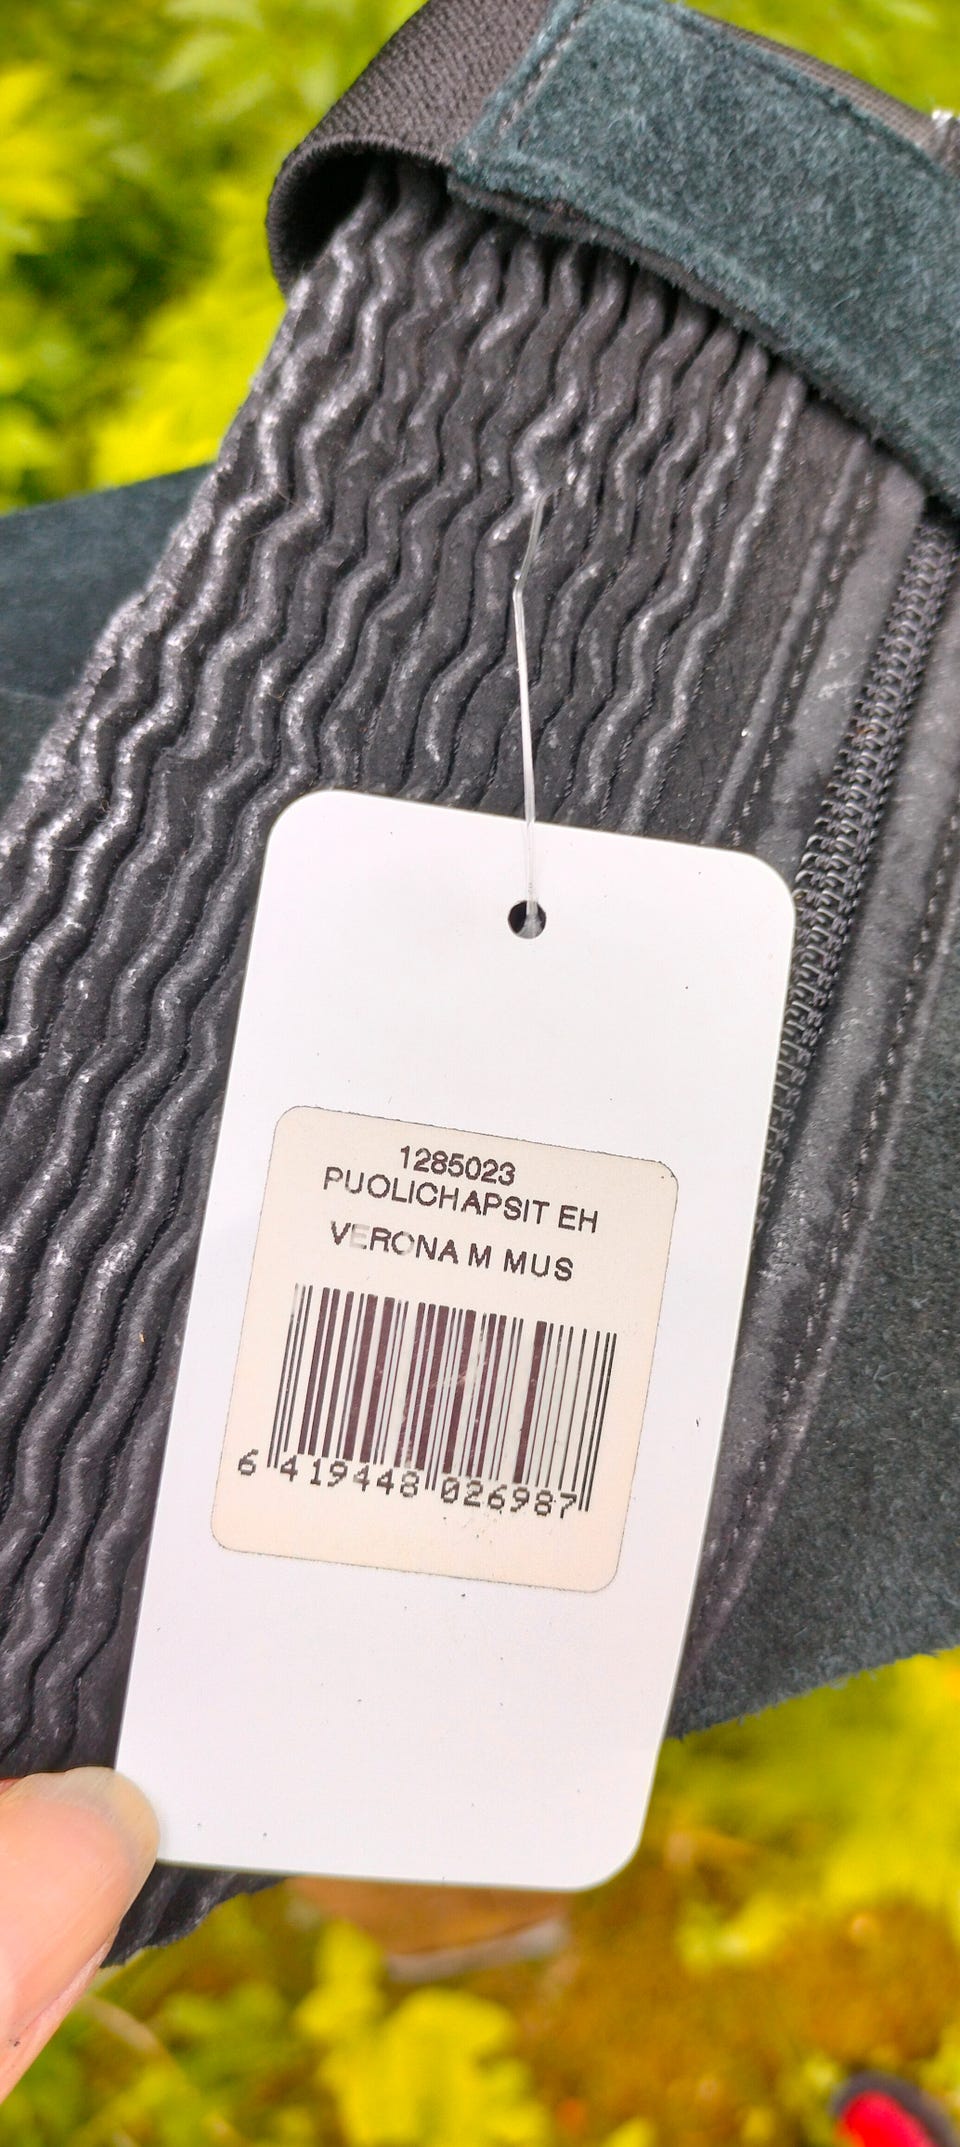 1285023
PUOLICHAPSIT EH
VERONA M MUS
6 419448 026987